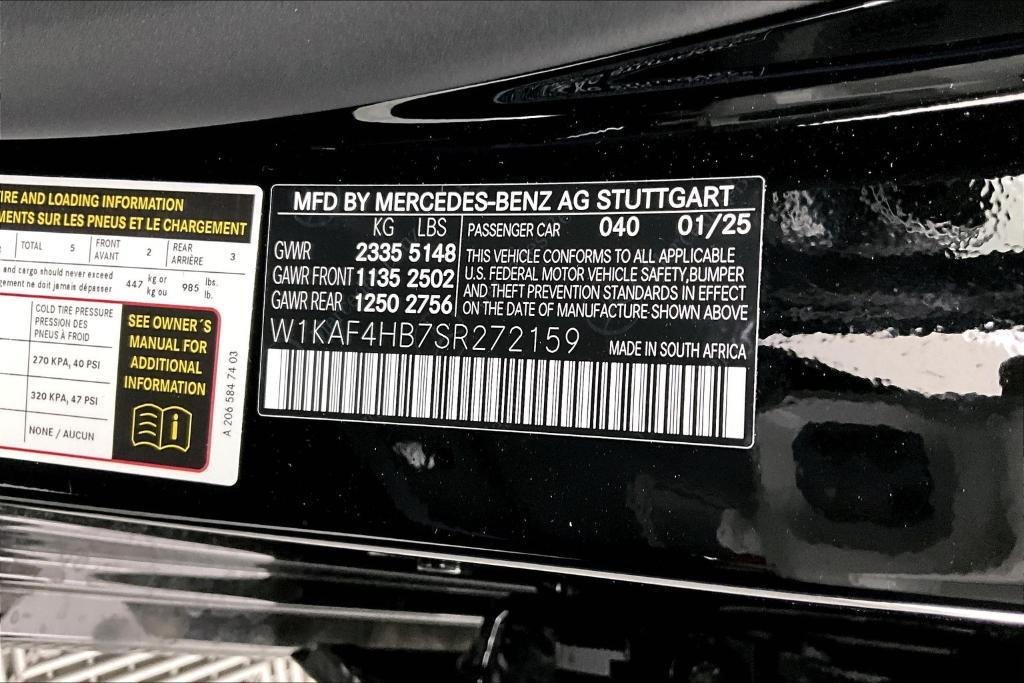 TIRE AND LOADING INFORMATION
SUR LES PNEUS ET LE CHARGEMENT
TOTAL 5 FRONT AVANT 2 REAR ARRIÈRE 3
and cargo should never exceed
gement ne doit jamais dépasser
447 kg or kg ou 985 lbs. lb.
COLD TIRE PRESSURE
PRESSION DES
PNEUS À FROID
270 KPA, 40 PSI
320 KPA, 47 PSI
NONE / AUCUN
SEE OWNER´S
MANUAL FOR
ADDITIONAL
INFORMATION
A 206 584 74 03
MFD BY MERCEDES-BENZ AG STUTTGART
KG LBS
GVWR 2335 5148
GAWR FRONT 1135 2502
GAWR REAR 1250 2756
PASSENGER CAR 040 01/25
THIS VEHICLE CONFORMS TO ALL APPLICABLE
U.S. FEDERAL MOTOR VEHICLE SAFETY,BUMPER
AND THEFT PREVENTION STANDARDS IN EFFECT
ON THE DATE OF MANUFACTURE SHOWN ABOVE
W1KAF4HB7SR272159
MADE IN SOUTH AFRICA